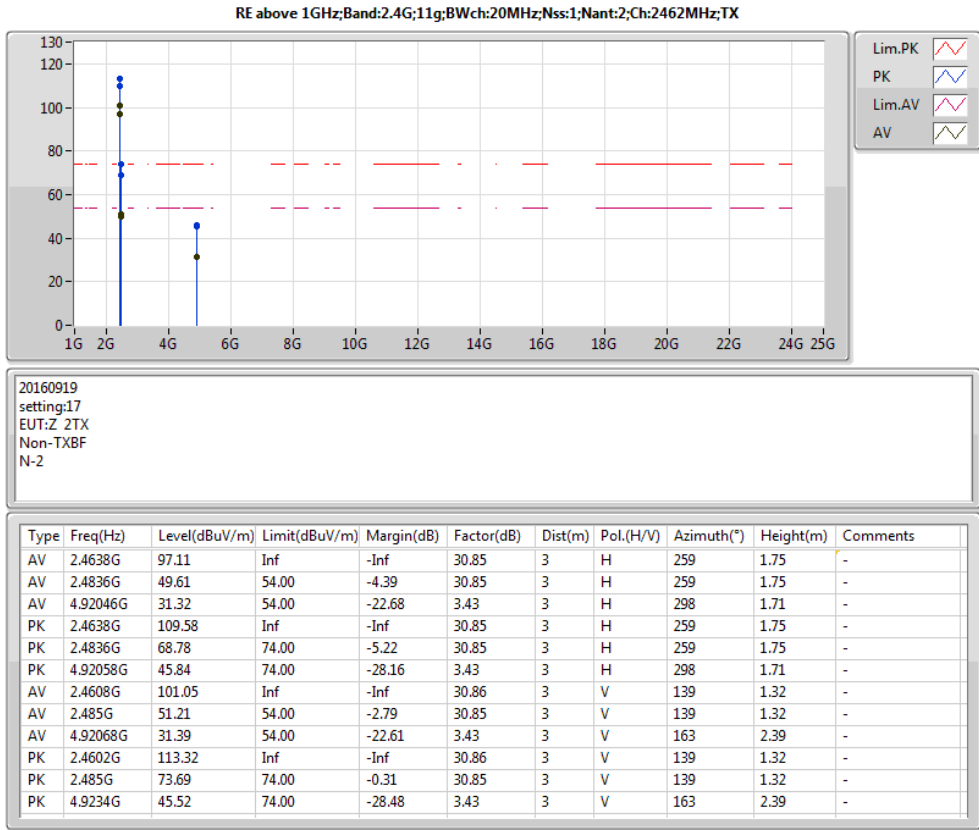 RE above 1GHz;Band:2.4G;11g;BWch:20MHz;Nss:1;Nant:2;Ch:2462MHz;TX
130
120
100
80
60
40
20
0
1G 2G 4G 6G 8G 10G 12G 14G 16G 18G 20G 22G 24G 25G
Lim.PK
PK
Lim.AV
AV
20160919
setting:17
EUT:Z 2TX
Non-TXBF
N-2
Type Freq(Hz) Level(dBuV/m) Limit(dBuV/m) Margin(dB) Factor(dB) Dist(m) Pol.(H/V) Azimuth(°) Height(m) Comments
AV 2.4638G 97.11 Inf -Inf 30.85 3 H 259 1.75 -
AV 2.4836G 49.61 54.00 -4.39 30.85 3 H 259 1.75 -
AV 4.92046G 31.32 54.00 -22.68 3.43 3 H 298 1.71 -
PK 2.4638G 109.58 Inf -Inf 30.85 3 H 259 1.75 -
PK 2.4836G 68.78 74.00 -5.22 30.85 3 H 259 1.75 -
PK 4.92058G 45.84 74.00 -28.16 3.43 3 H 298 1.71 -
AV 2.4608G 101.05 Inf -Inf 30.86 3 V 139 1.32 -
AV 2.485G 51.21 54.00 -2.79 30.85 3 V 139 1.32 -
AV 4.92068G 31.39 54.00 -22.61 3.43 3 V 163 2.39 -
PK 2.4602G 113.32 Inf -Inf 30.86 3 V 139 1.32 -
PK 2.485G 73.69 74.00 -0.31 30.85 3 V 139 1.32 -
PK 4.9234G 45.52 74.00 -28.48 3.43 3 V 163 2.39 -